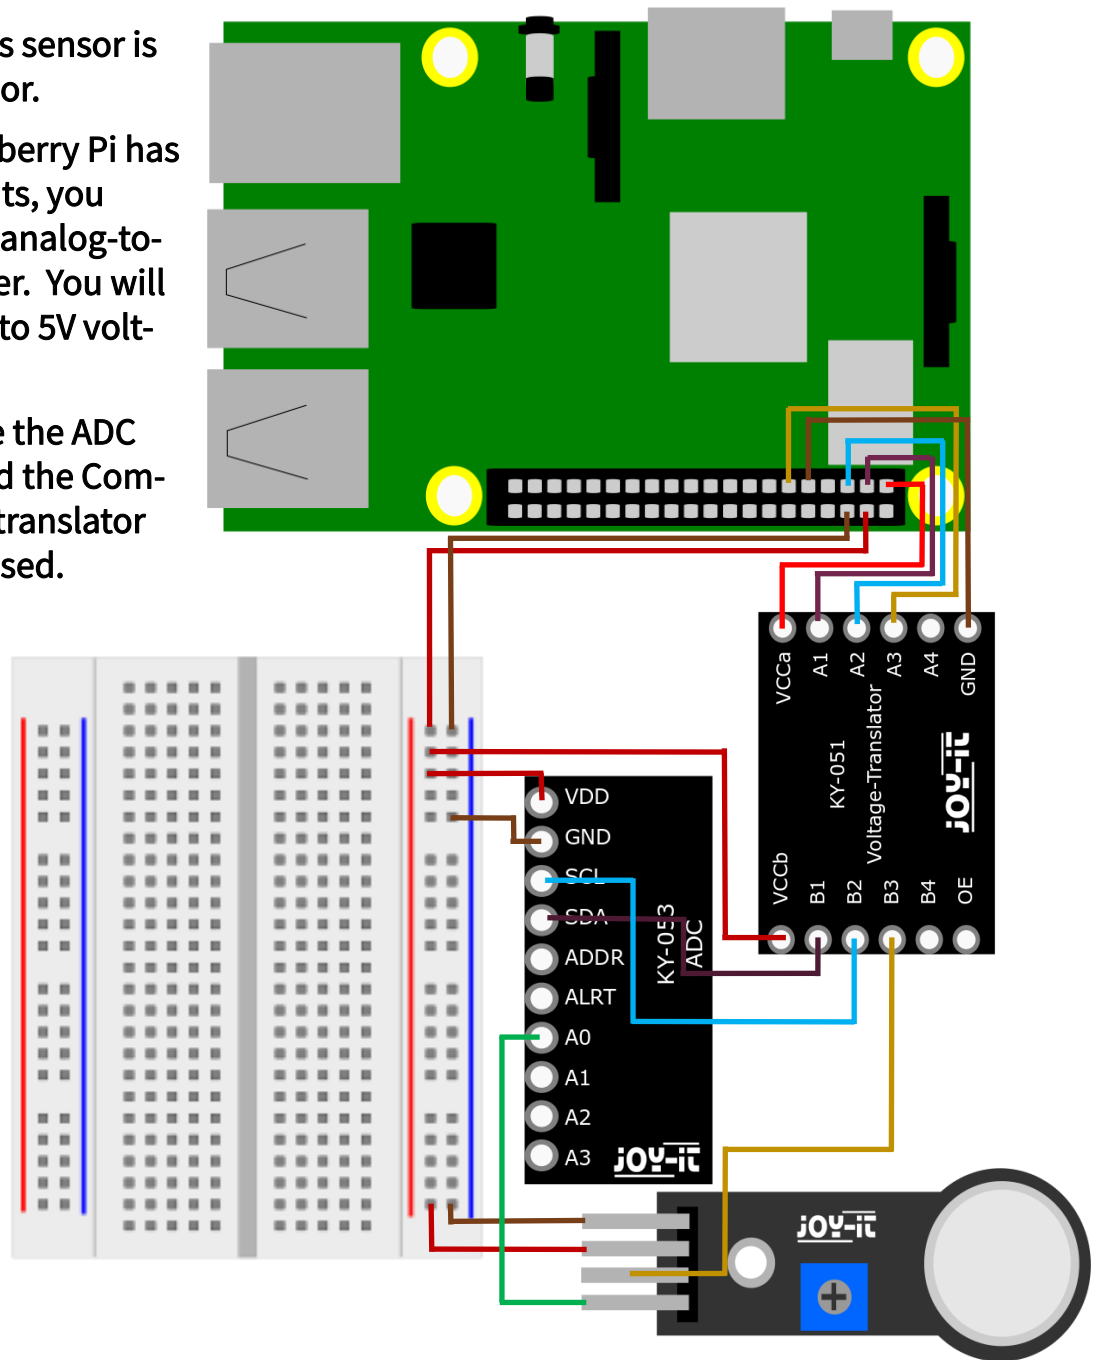 s sensor is
or.
berry Pi has
ts, you
analog-to-
er. You will
to 5V volt-
e the ADC
d the Com-
translator
sed.
VCCa
A1
A2
A3
A4
GND
KY-051
Voltage-Translator
JOY-iT
VCCb
B1
B2
B3
B4
OE
VDD
GND
SCL
SDA
ADDR
ALRT
A0
A1
A2
A3
KY-053
ADC
JOY-iT
JOY-iT